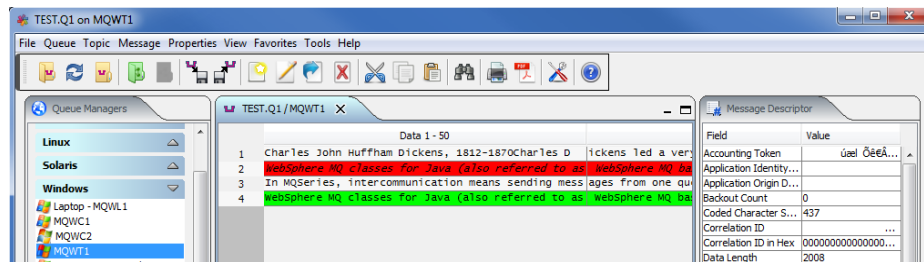 TEST.Q1 on MQWT1
File Queue Topic Message Properties View Favorites Tools Help
Queue Managers
Linux
Solaris
Windows
Laptop - MQWL1
MQWC1
MQWC2
MQWT1
TEST.Q1/MQWT1 X
Data 1 - 50
1 Charles John Huffham Dickens, 1812-1870Charles D ickens led a very
2 WebSphere MQ classes for Java (also referred to as WebSphere MQ bas
3 In MQSeries, intercommunication means sending mess ages from one que
4 WebSphere MQ classes for Java (also referred to as WebSphere MQ bas
Message Descriptor
Field Value
Accounting Token úæl Õê€Å...
Application Identity...
Application Origin D...
Backout Count 0
Coded Character S... 437
Correlation ID ...
Correlation ID in Hex 000000000000000...
Data Length 2008